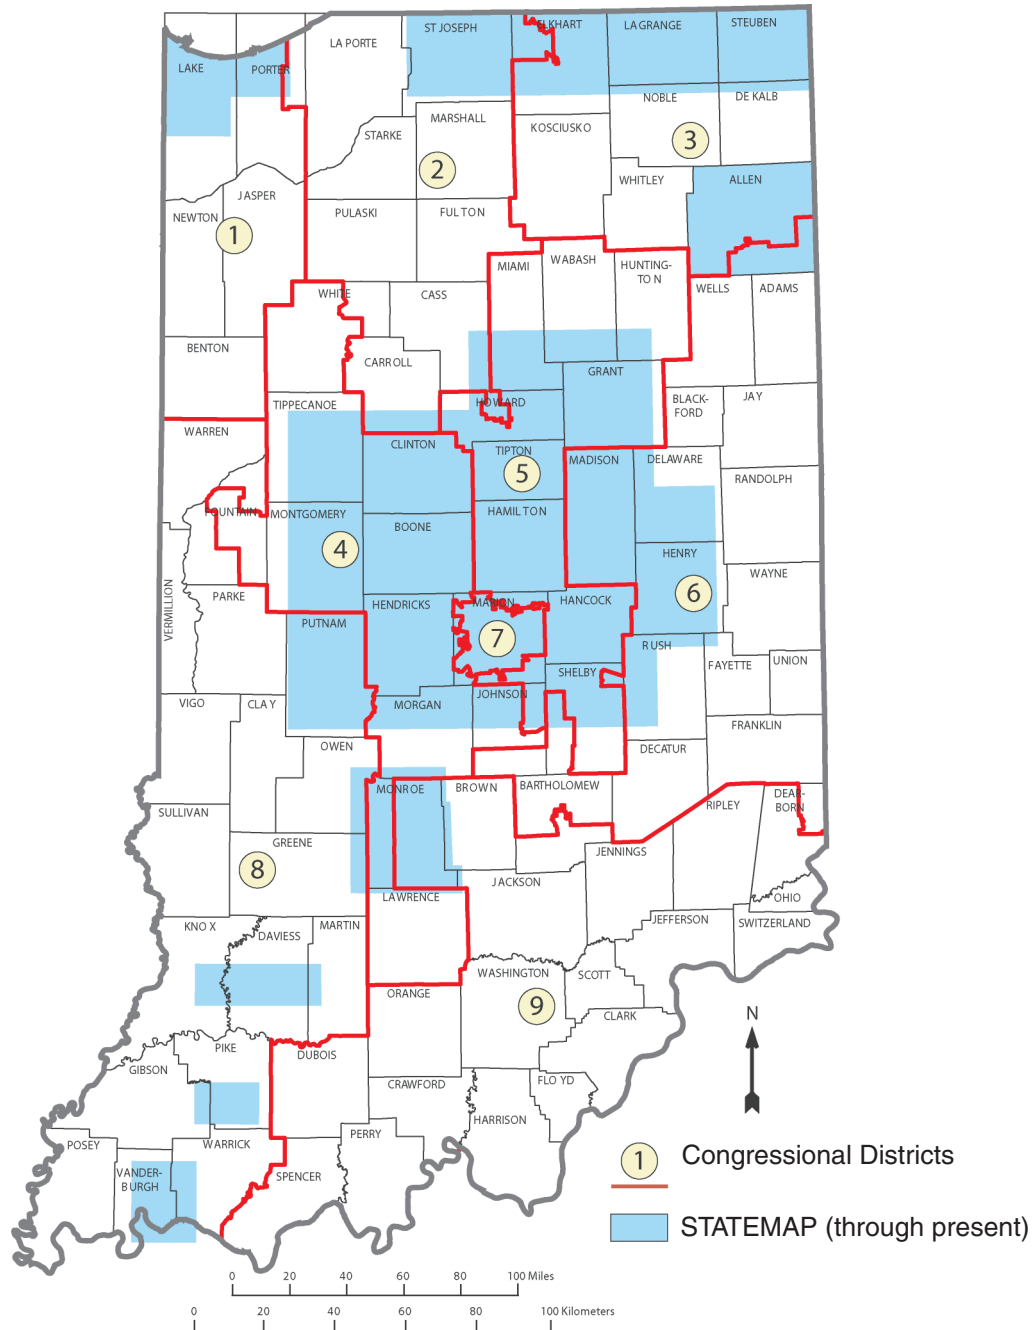 ST JOSEPH
ELKHART
LA GRANGE
STEUBEN
LA PORTE
LAKE
PORTER
NOBLE
DE KALB
MARSHALL
KOSCIUSKO
STARKE
3
2
WHITLEY
ALLEN
JASPER
NEWTON
PULASKI
FULTON
1
MIAMI
WABASH
HUNTING-
TON
WELLS
ADAMS
WHITE
CASS
BENTON
CARROLL
GRANT
TIPPECANOE
HOWARD
BLACK-
FORD
JAY
WARREN
CLINTON
TIPTON
MADISON
DELAWARE
5
RANDOLPH
FOUNTAIN
MONTGOMERY
HAMILTON
BOONE
4
HENRY
WAYNE
VERMILLION
PARKE
HENDRICKS
MARION
HANCOCK
6
PUTNAM
7
RUSH
FAYETTE
UNION
SHELBY
VIGO
CLAY
MORGAN
JOHNSON
FRANKLIN
OWEN
DECATUR
MONROE
BROWN
BARTHOLOMEW
DEAR-
BORN
RIPLEY
SULLIVAN
GREENE
JENNINGS
8
JACKSON
LAWRENCE
OHIO
KNOX
DAVIESS
MARTIN
JEFFERSON
SWITZERLAND
WASHINGTON
SCOTT
ORANGE
9
CLARK
N
PIKE
DUBOIS
GIBSON
CRAWFORD
FLOYD
HARRISON
POSEY
WARRICK
PERRY
VANDER-
BURGH
SPENCER
1 Congressional Districts
STATEMAP (through present)
0 20 40 60 80 100 Miles
0 20 40 60 80 100 Kilometers